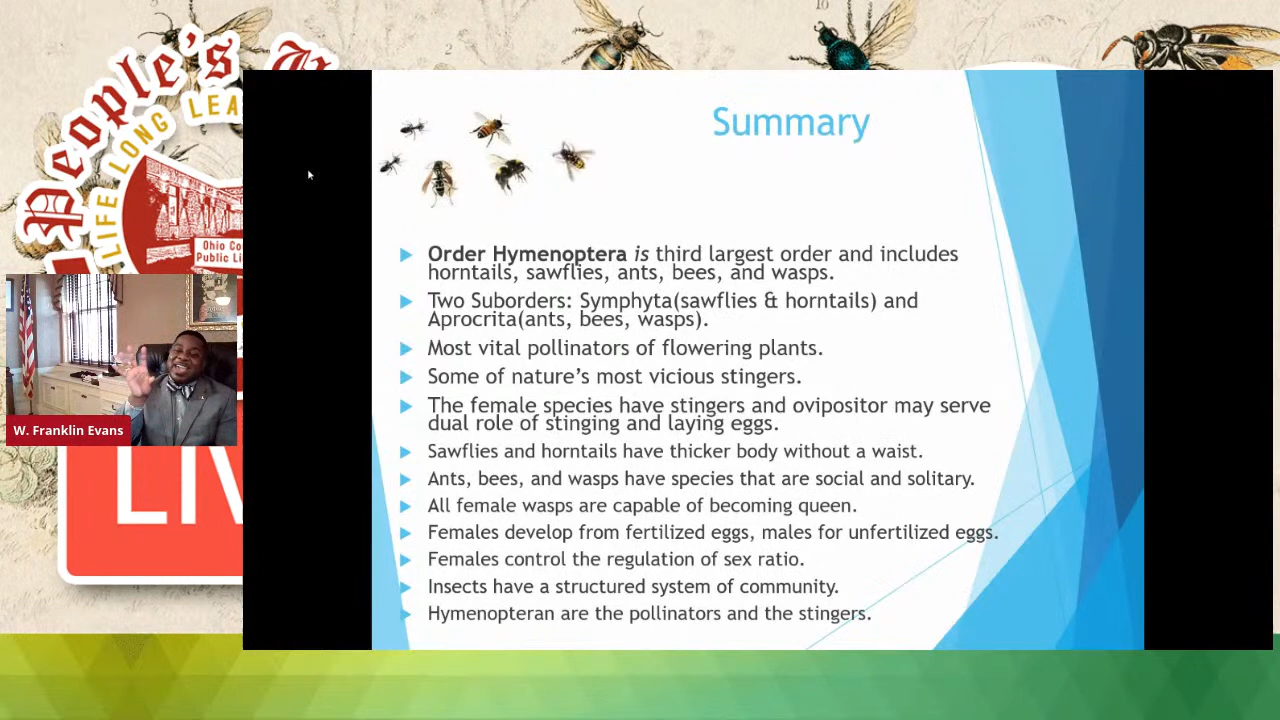 People's
LIFE LONG LEA
Ohio Co
Public Li
LIV
W. Franklin Evans
Summary
Order Hymenoptera is third largest order and includes
horntails, sawflies, ants, bees, and wasps.
Two Suborders: Symphyta(sawflies & horntails) and
Aprocrita(ants, bees, wasps).
Most vital pollinators of flowering plants.
Some of nature's most vicious stingers.
The female species have stingers and ovipositor may serve
dual role of stinging and laying eggs.
Sawflies and horntails have thicker body without a waist.
Ants, bees, and wasps have species that are social and solitary.
All female wasps are capable of becoming queen.
Females develop from fertilized eggs, males for unfertilized eggs.
Females control the regulation of sex ratio.
Insects have a structured system of community.
Hymenopteran are the pollinators and the stingers.